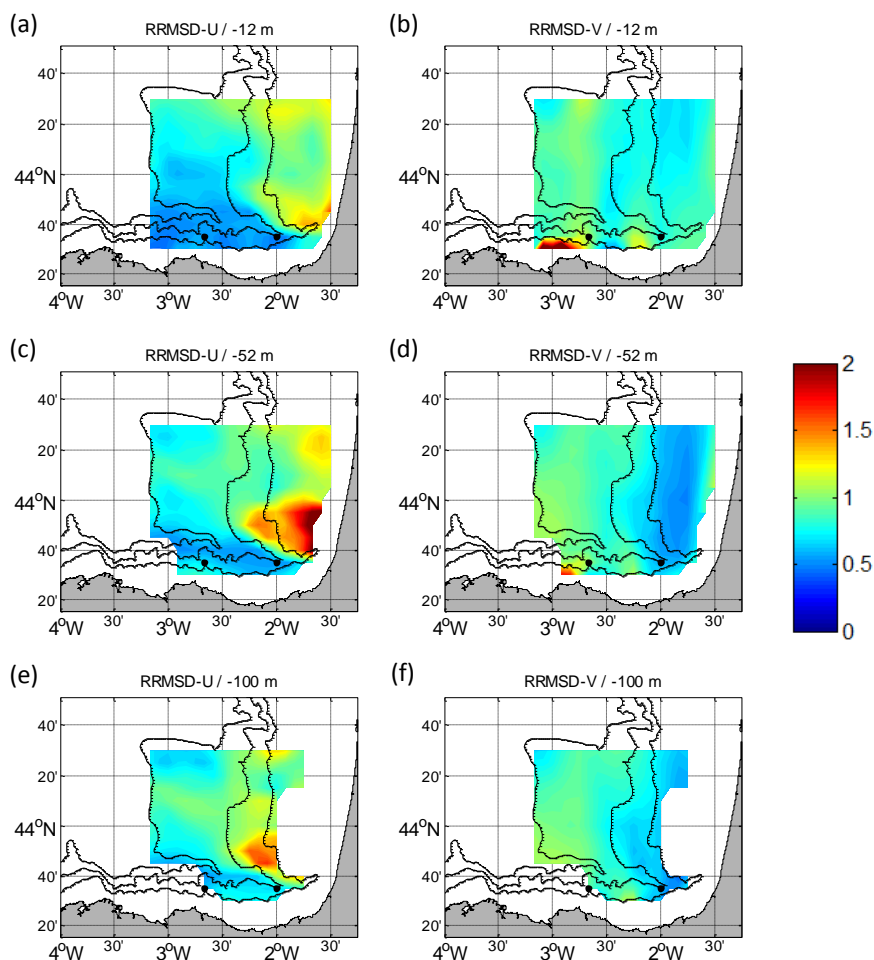 (a)
RRMSD-U / -12 m
40'
20'
44°N
40'
20'
4°W 30' 3°W 30' 2°W 30'
(b)
RRMSD-V / -12 m
40'
20'
44°N
40'
20'
4°W 30' 3°W 30' 2°W 30'
(c)
RRMSD-U / -52 m
40'
20'
44°N
40'
20'
4°W 30' 3°W 30' 2°W 30'
(d)
RRMSD-V / -52 m
40'
20'
44°N
40'
20'
4°W 30' 3°W 30' 2°W 30'
2
1.5
1
0.5
0
(e)
RRMSD-U / -100 m
40'
20'
44°N
40'
20'
4°W 30' 3°W 30' 2°W 30'
(f)
RRMSD-V / -100 m
40'
20'
44°N
40'
20'
4°W 30' 3°W 30' 2°W 30'